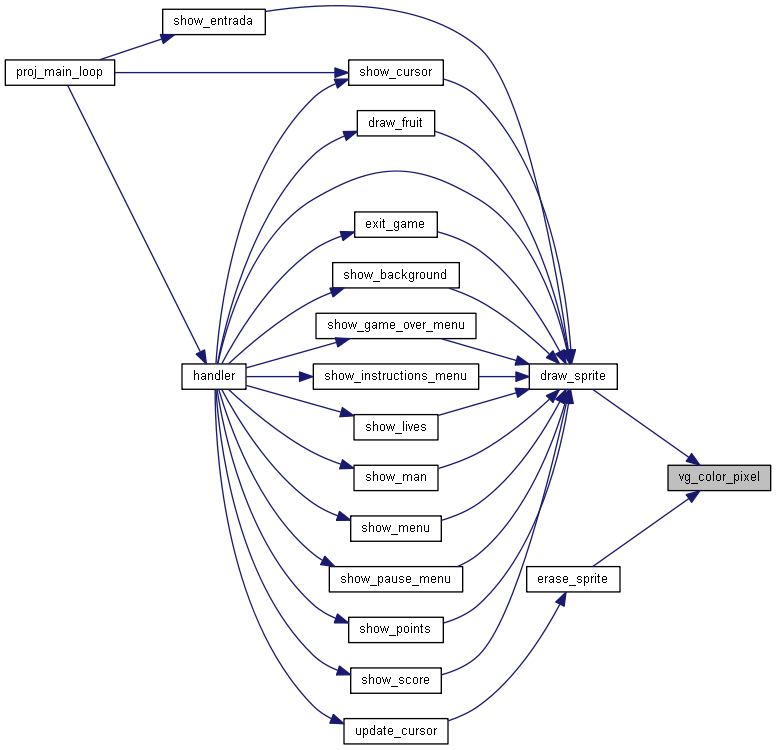 show_entrada
proj_main_loop
show_cursor
draw_fruit
exit_game
show_background
show_game_over_menu
handler
show_instructions_menu
draw_sprite
show_lives
show_man
vg_color_pixel
show_menu
show_pause_menu
erase_sprite
show_points
show_score
update_cursor